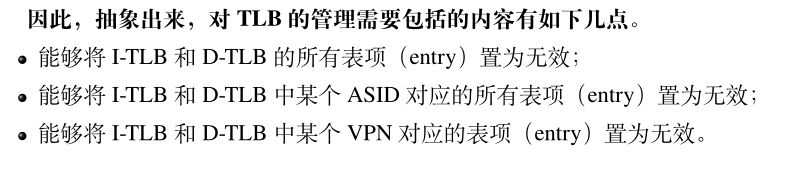 因此，抽象出来，对 TLB 的管理需要包括的内容有如下几点。
• 能够将 I-TLB 和 D-TLB 的所有表项（entry）置为无效；
• 能够将 I-TLB 和 D-TLB 中某个 ASID 对应的所有表项（entry）置为无效；
• 能够将 I-TLB 和 D-TLB 中某个 VPN 对应的表项（entry）置为无效。